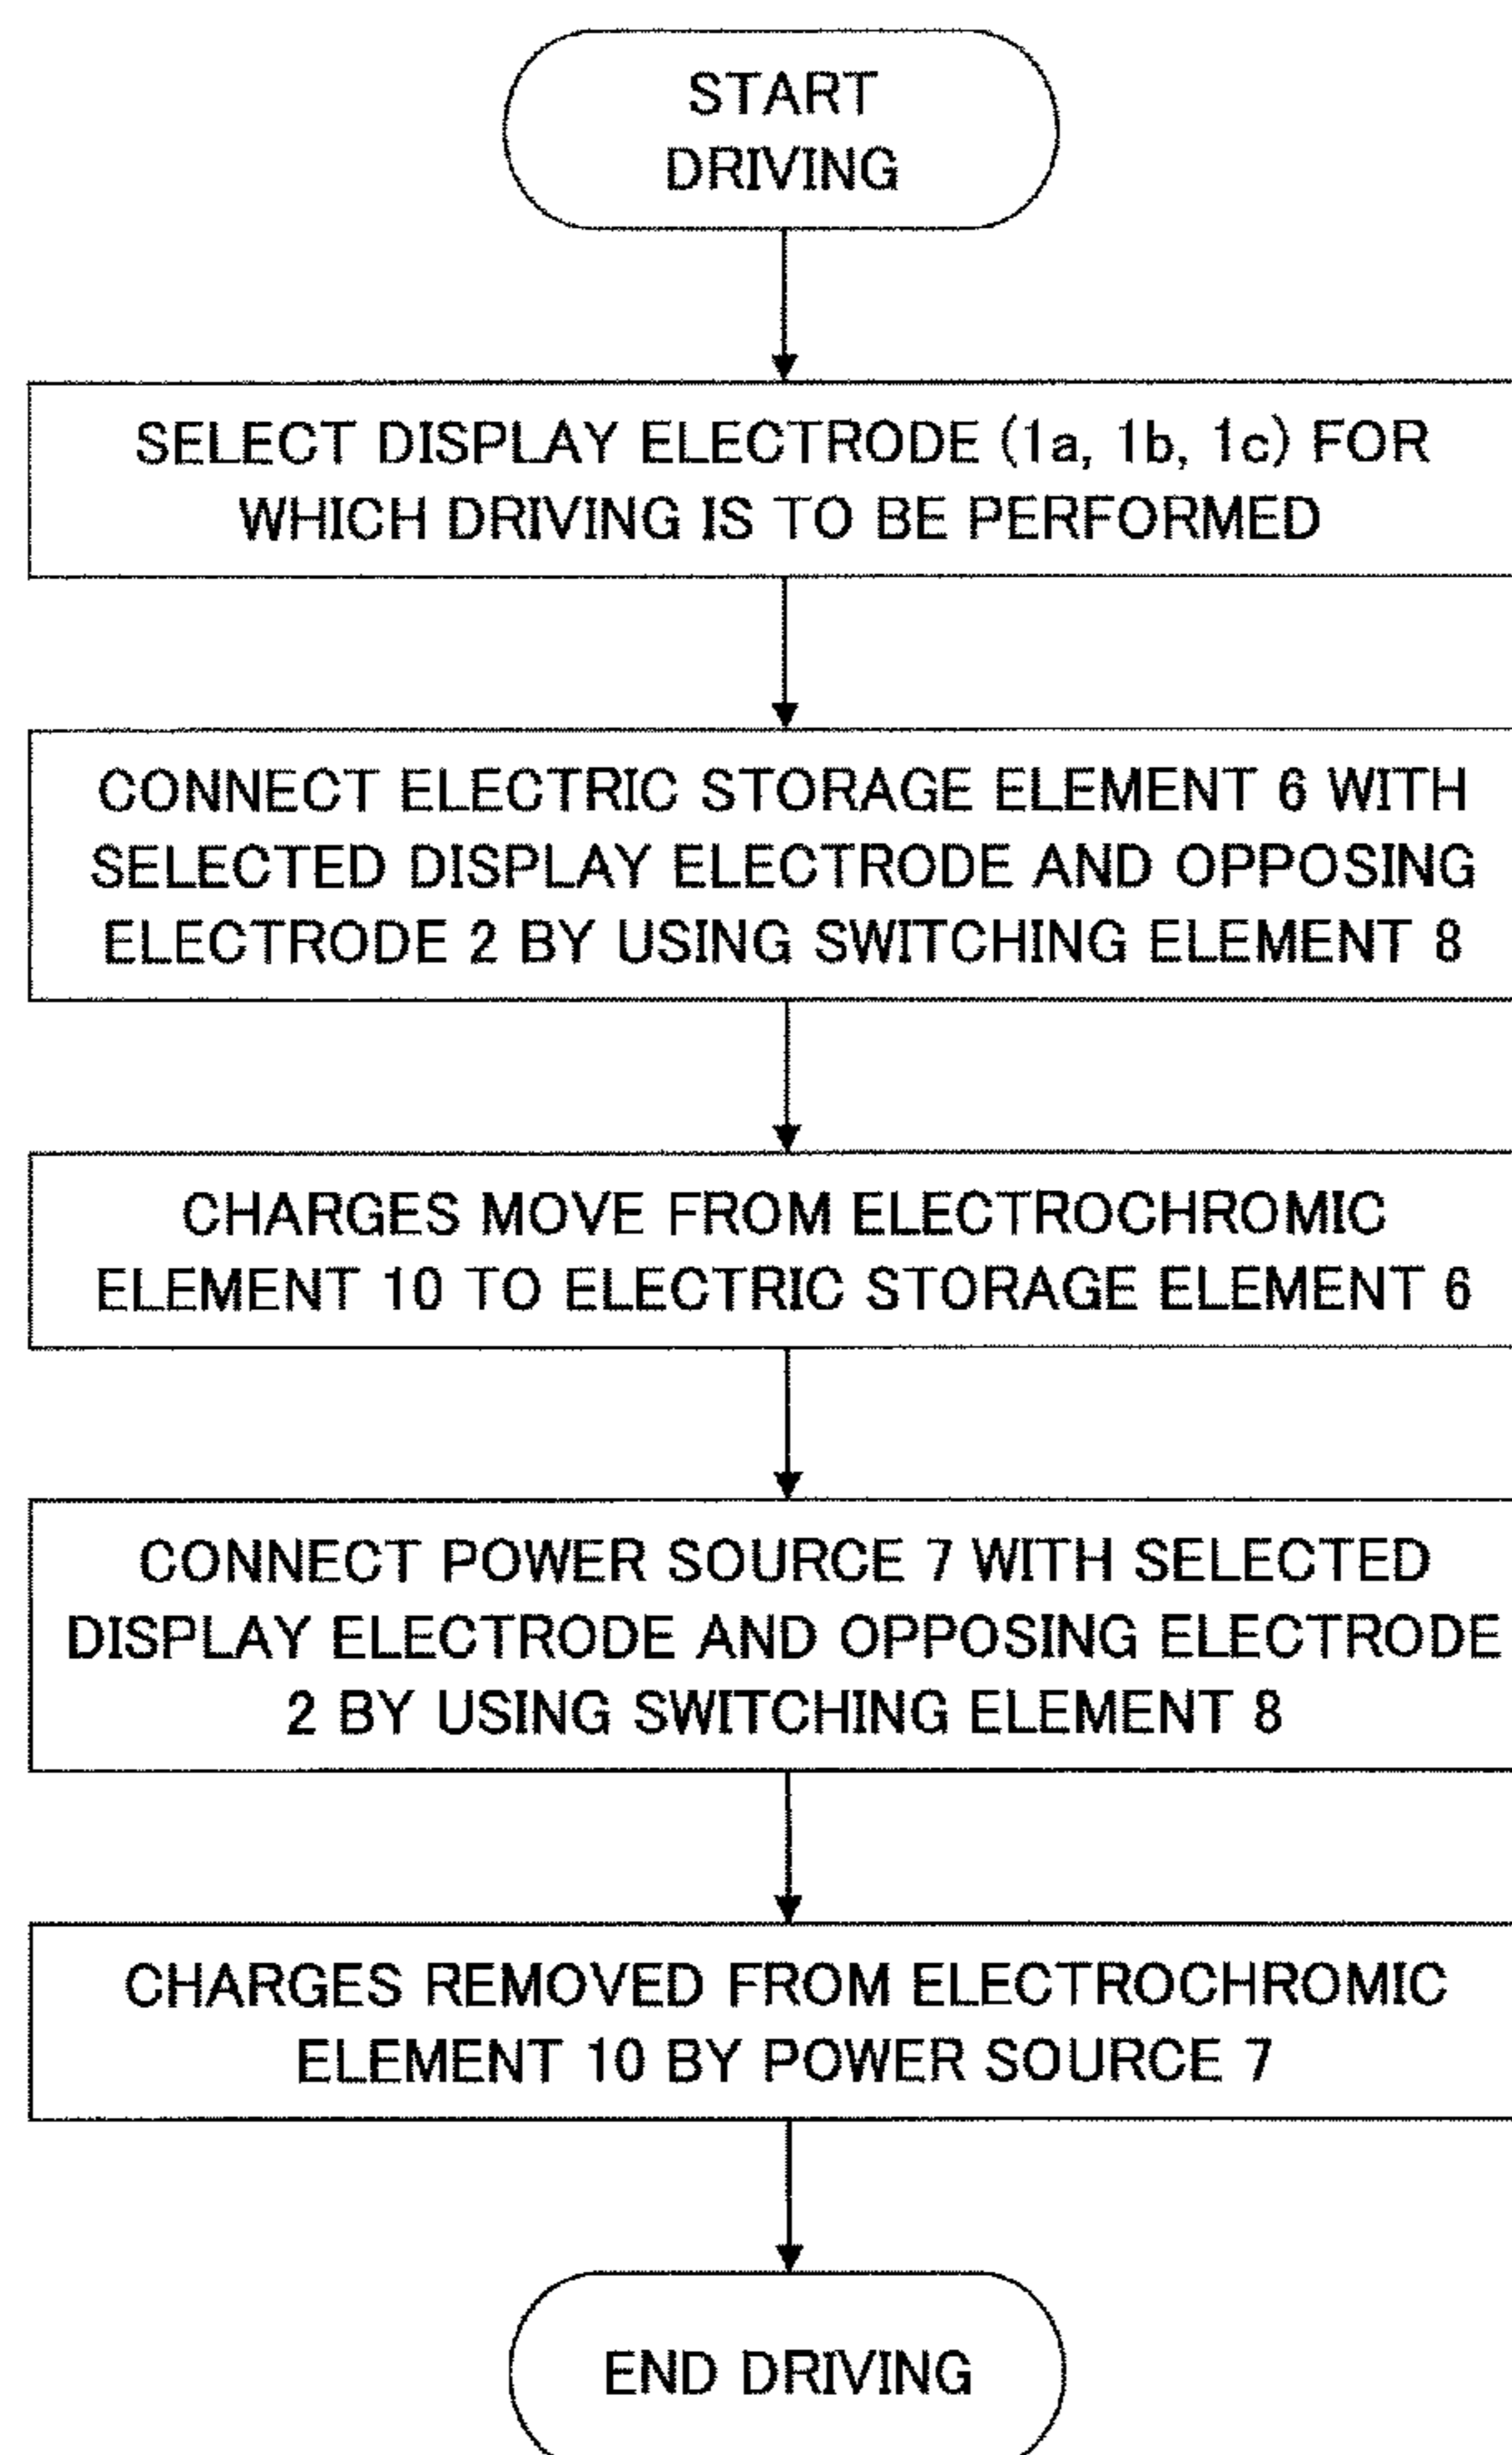 START
DRIVING
SELECT DISPLAY ELECTRODE (1a, 1b, 1c) FOR
WHICH DRIVING IS TO BE PERFORMED
CONNECT ELECTRIC STORAGE ELEMENT 6 WITH
SELECTED DISPLAY ELECTRODE AND OPPOSING
ELECTRODE 2 BY USING SWITCHING ELEMENT 8
CHARGES MOVE FROM ELECTROCHROMIC
ELEMENT 10 TO ELECTRIC STORAGE ELEMENT 6
CONNECT POWER SOURCE 7 WITH SELECTED
DISPLAY ELECTRODE AND OPPOSING ELECTRODE
2 BY USING SWITCHING ELEMENT 8
CHARGES REMOVED FROM ELECTROCHROMIC
ELEMENT 10 BY POWER SOURCE 7
END DRIVING